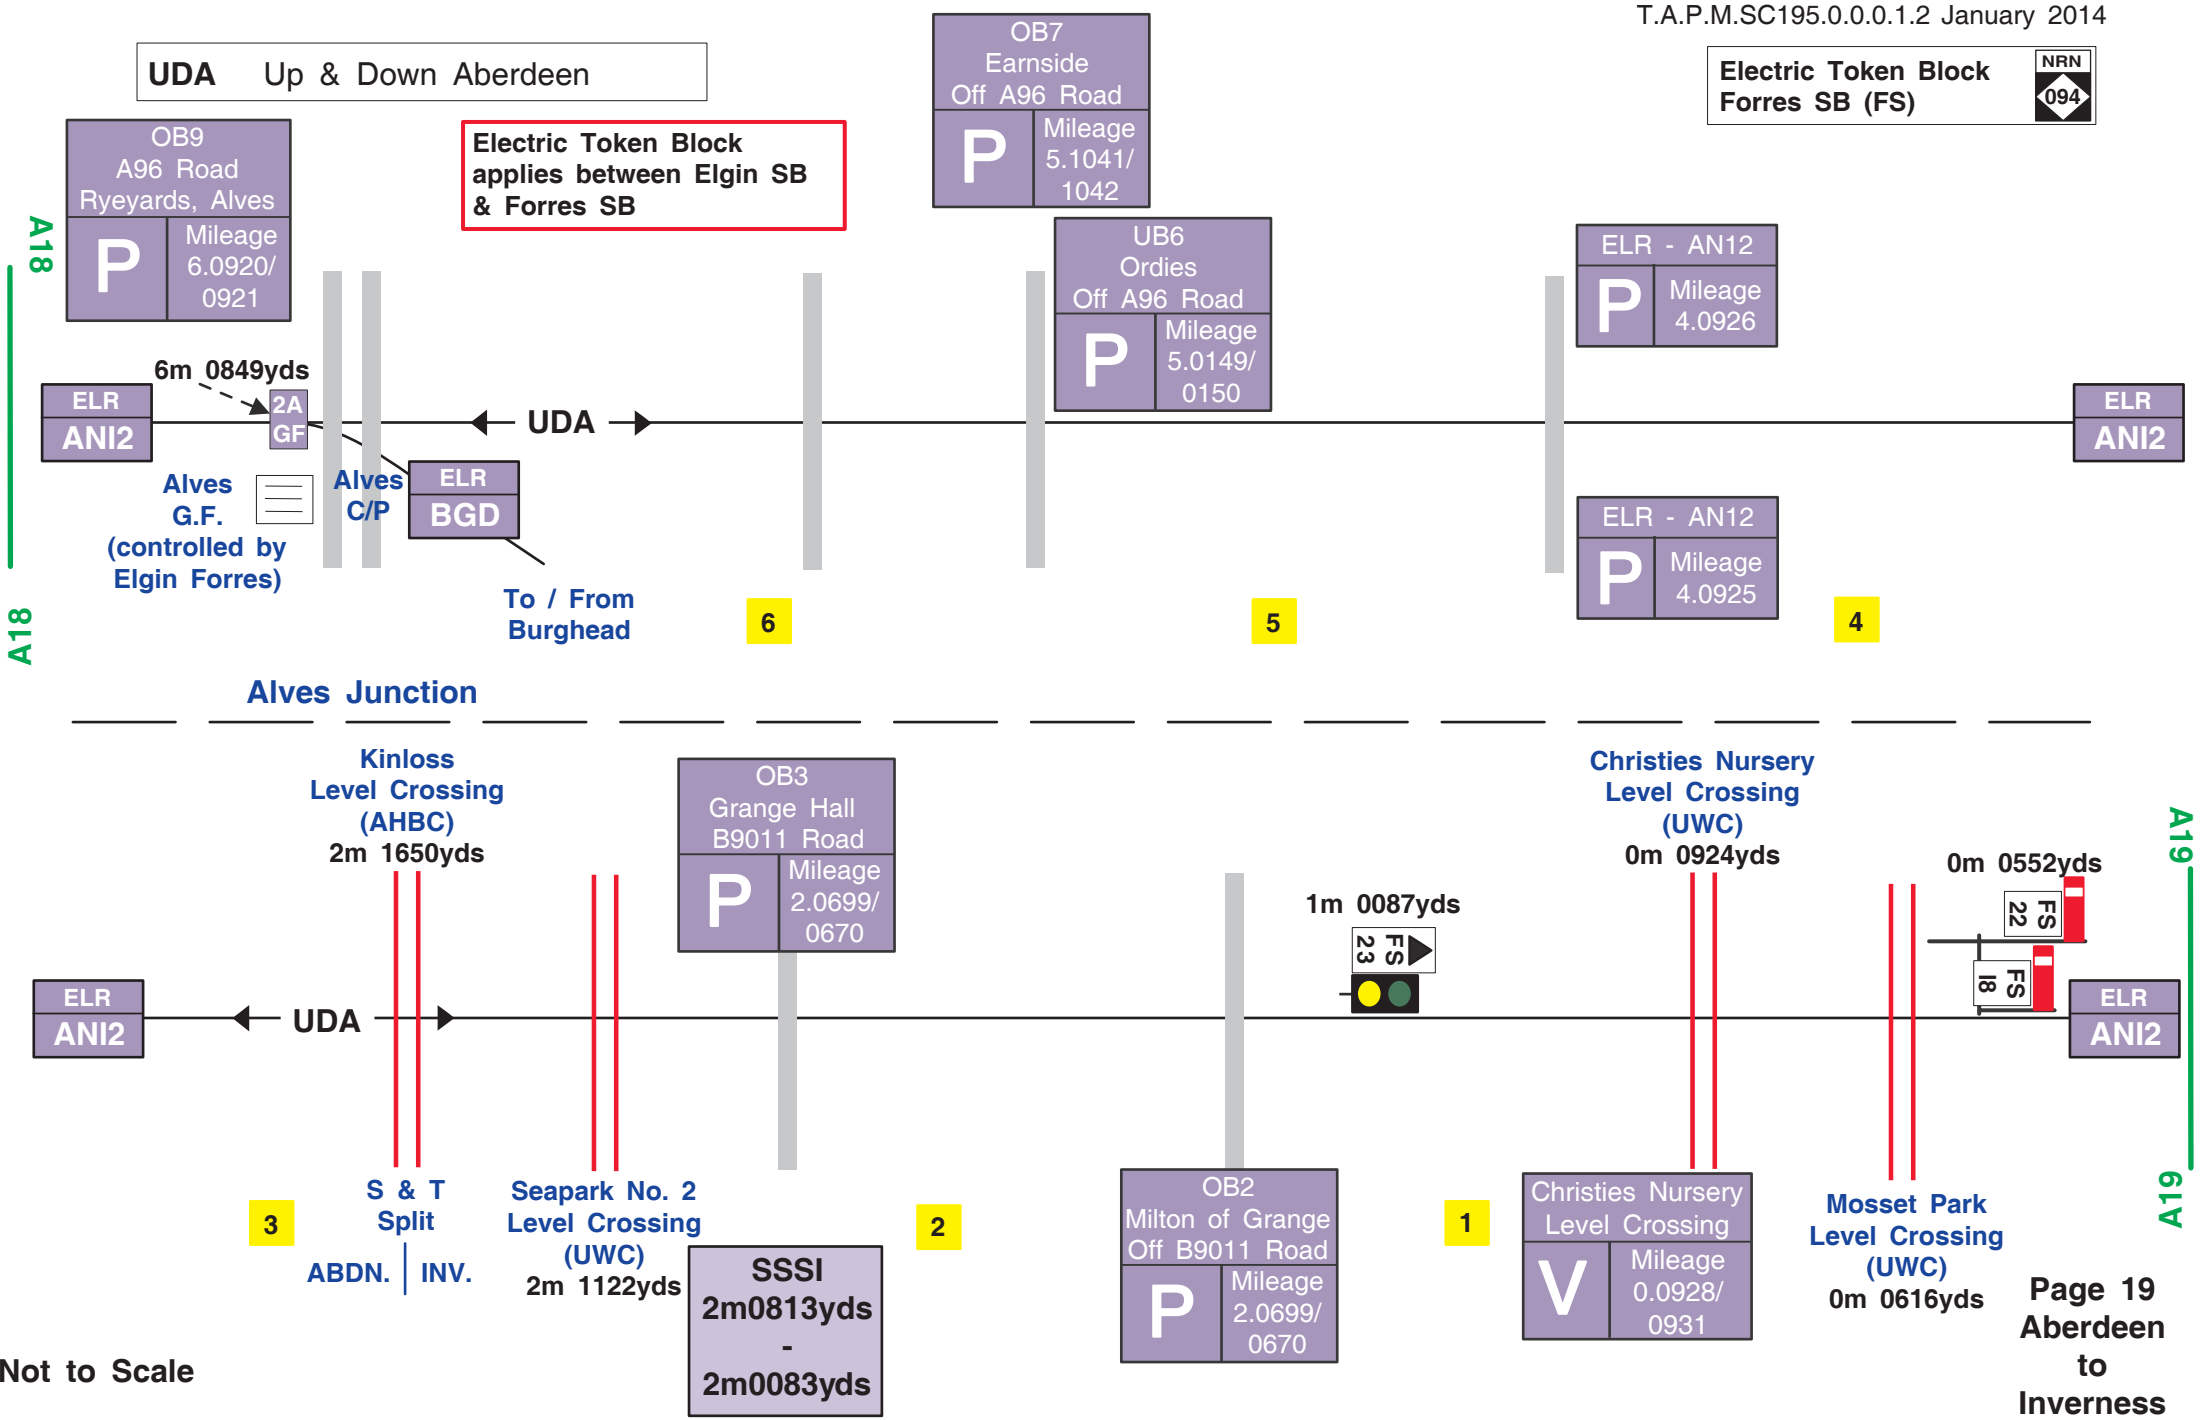 T.A.P.M.SC195.0.0.0.1.2 January 2014
UDA Up & Down Aberdeen
Electric Token Block
Forres SB (FS)
NRN
094
OB9
A96 Road
Ryeyards, Alves
P
Mileage
6.0920/
0921
Electric Token Block
applies between Elgin SB
& Forres SB
OB7
Earnside
Off A96 Road
P
Mileage
5.1041/
1042
UB6
Ordies
Off A96 Road
P
Mileage
5.0149/
0150
ELR - AN12
P
Mileage
4.0926
A18
6m 0849yds
ELR
ANI2
2A
GF
UDA
ELR
ANI2
Alves
G.F.
(controlled by
Elgin Forres)
Alves
C/P
ELR
BGD
To / From
Burghead
ELR - AN12
P
Mileage
4.0925
A18
6
5
4
Alves Junction
Kinloss
Level Crossing
(AHBC)
2m 1650yds
OB3
Grange Hall
B9011 Road
P
Mileage
2.0699/
0670
Christies Nursery
Level Crossing
(UWC)
0m 0924yds
A19
0m 0552yds
FS
22
FS
I8
1m 0087yds
FS
23
ELR
ANI2
UDA
ELR
ANI2
3
S & T
Split
ABDN. INV.
Seapark No. 2
Level Crossing
(UWC)
2m 1122yds
SSSI
2m0813yds
-
2m0083yds
2
OB2
Milton of Grange
Off B9011 Road
P
Mileage
2.0699/
0670
1
Christies Nursery
Level Crossing
V
Mileage
0.0928/
0931
Mosset Park
Level Crossing
(UWC)
0m 0616yds
A19
Page 19
Aberdeen
to
Inverness
Not to Scale